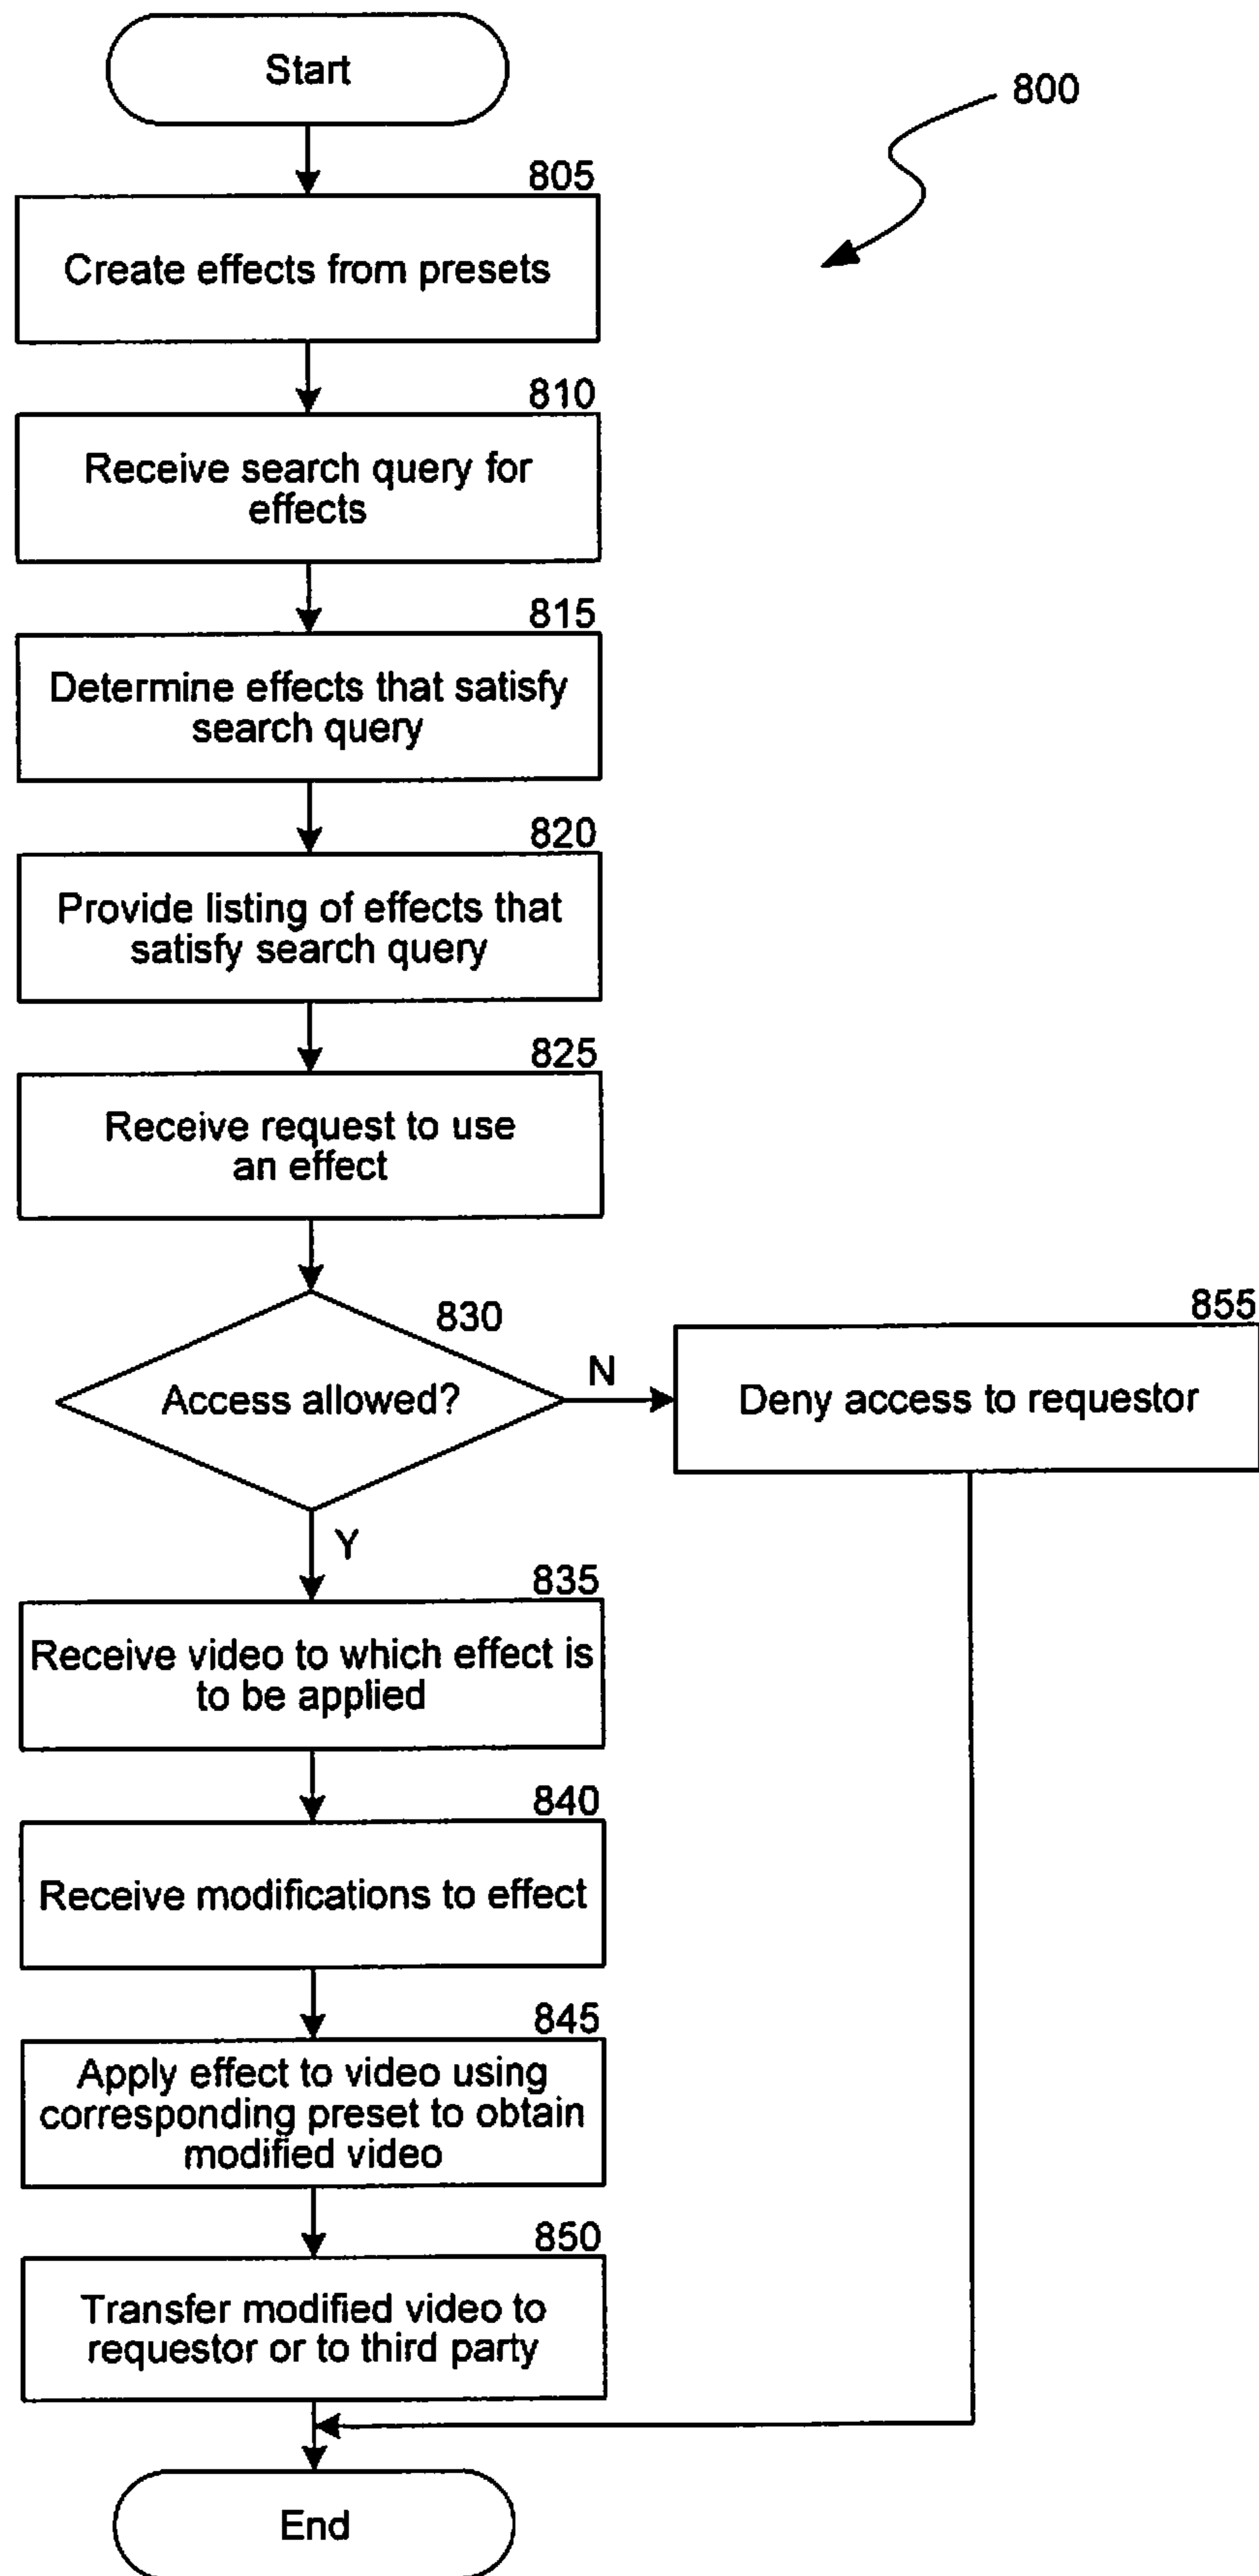 Start
800
805
Create effects from presets
810
Receive search query for
effects
815
Determine effects that satisfy
search query
820
Provide listing of effects that
satisfy search query
825
Receive request to use
an effect
830
Access allowed?
N
855
Deny access to requestor
Y
835
Receive video to which effect is
to be applied
840
Receive modifications to effect
845
Apply effect to video using
corresponding preset to obtain
modified video
850
Transfer modified video to
requestor or to third party
End